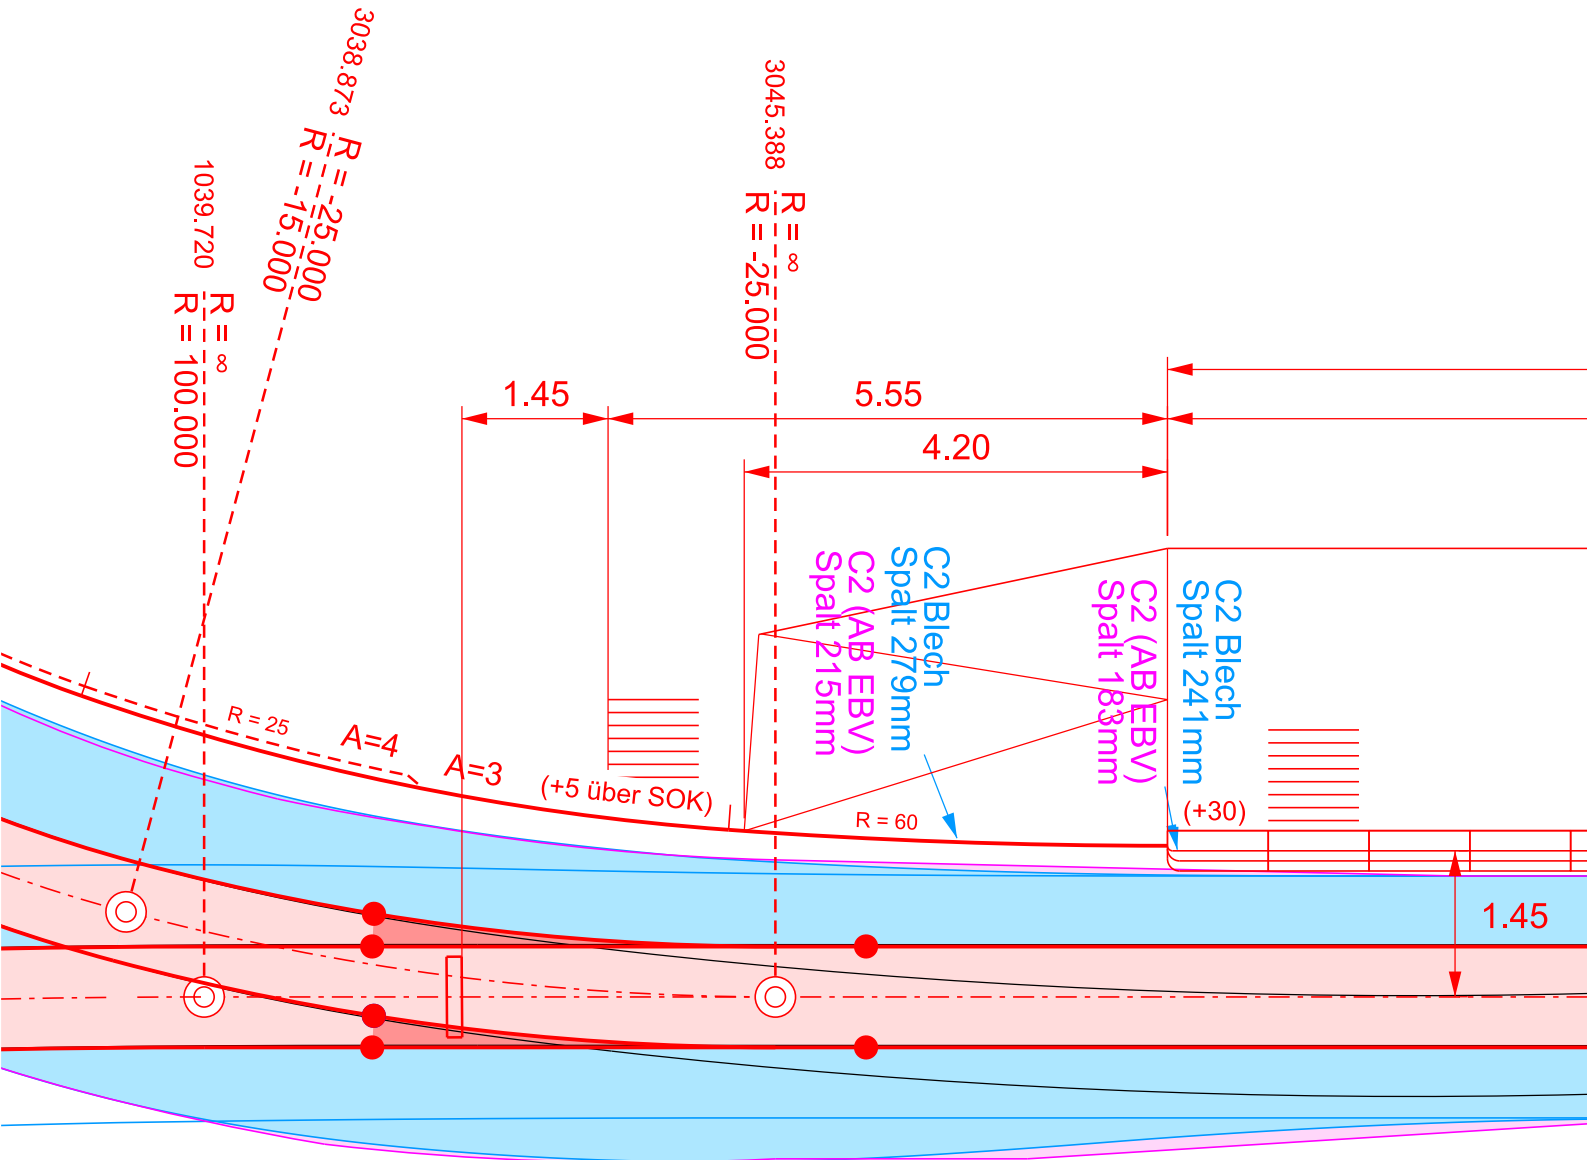 3038.873
R = -25.000
R = -15.000
3045.388
R = ∞
R = -25.000
1039.720
R = ∞
R = 100.000
1.45
5.55
4.20
C2 Blech
Spalt 279mm
C2 (AB EBV)
Spalt 215mm
C2 Blech
Spalt 241mm
C2 (AB EBV)
Spalt 183mm
R = 25
A=4
A=3
(+5 über SOK)
R = 60
(+30)
1.45